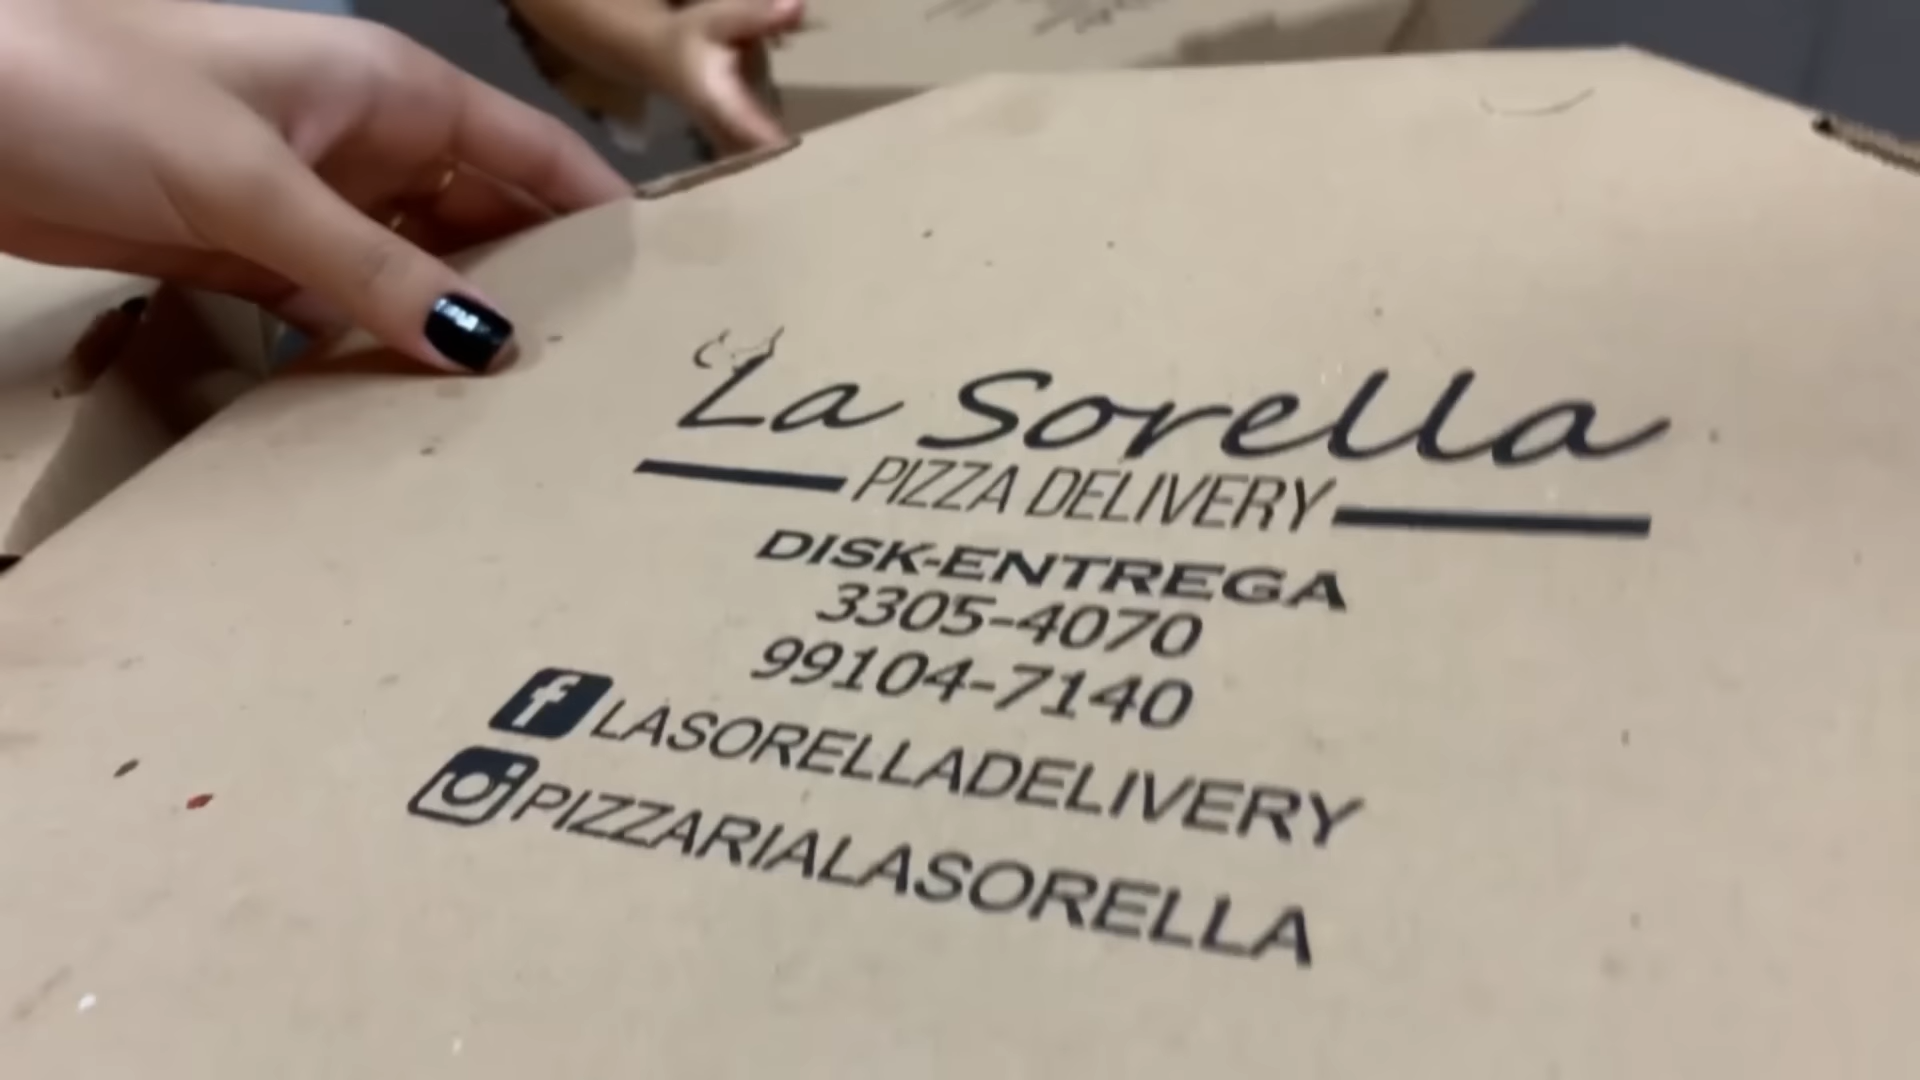 La Sorella
PIZZA DELIVERY
DISK-ENTREGA
3305-4070
99104-7140
LASORELLADELIVERY
PIZZARIALASORELLA